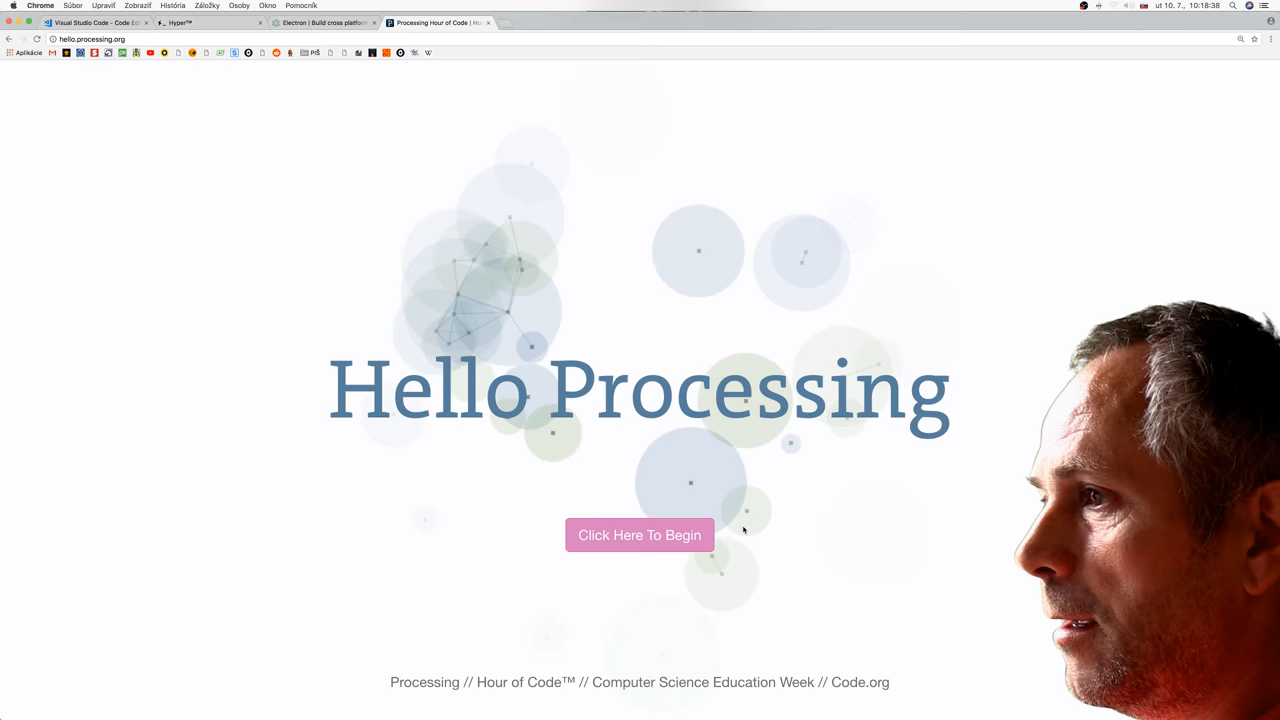 Chrome Súbor Upraviť Zobraziť História Záložky Osoby Okno Pomocník ut 10. 7., 10:18:38
Visual Studio Code - Code Edi Hyper™ Electron | Build cross platform Processing Hour of Code | Ho
hello.processing.org
Aplikácie PIŠ
Hello Processing
Click Here To Begin
Processing // Hour of Code™ // Computer Science Education Week // Code.org